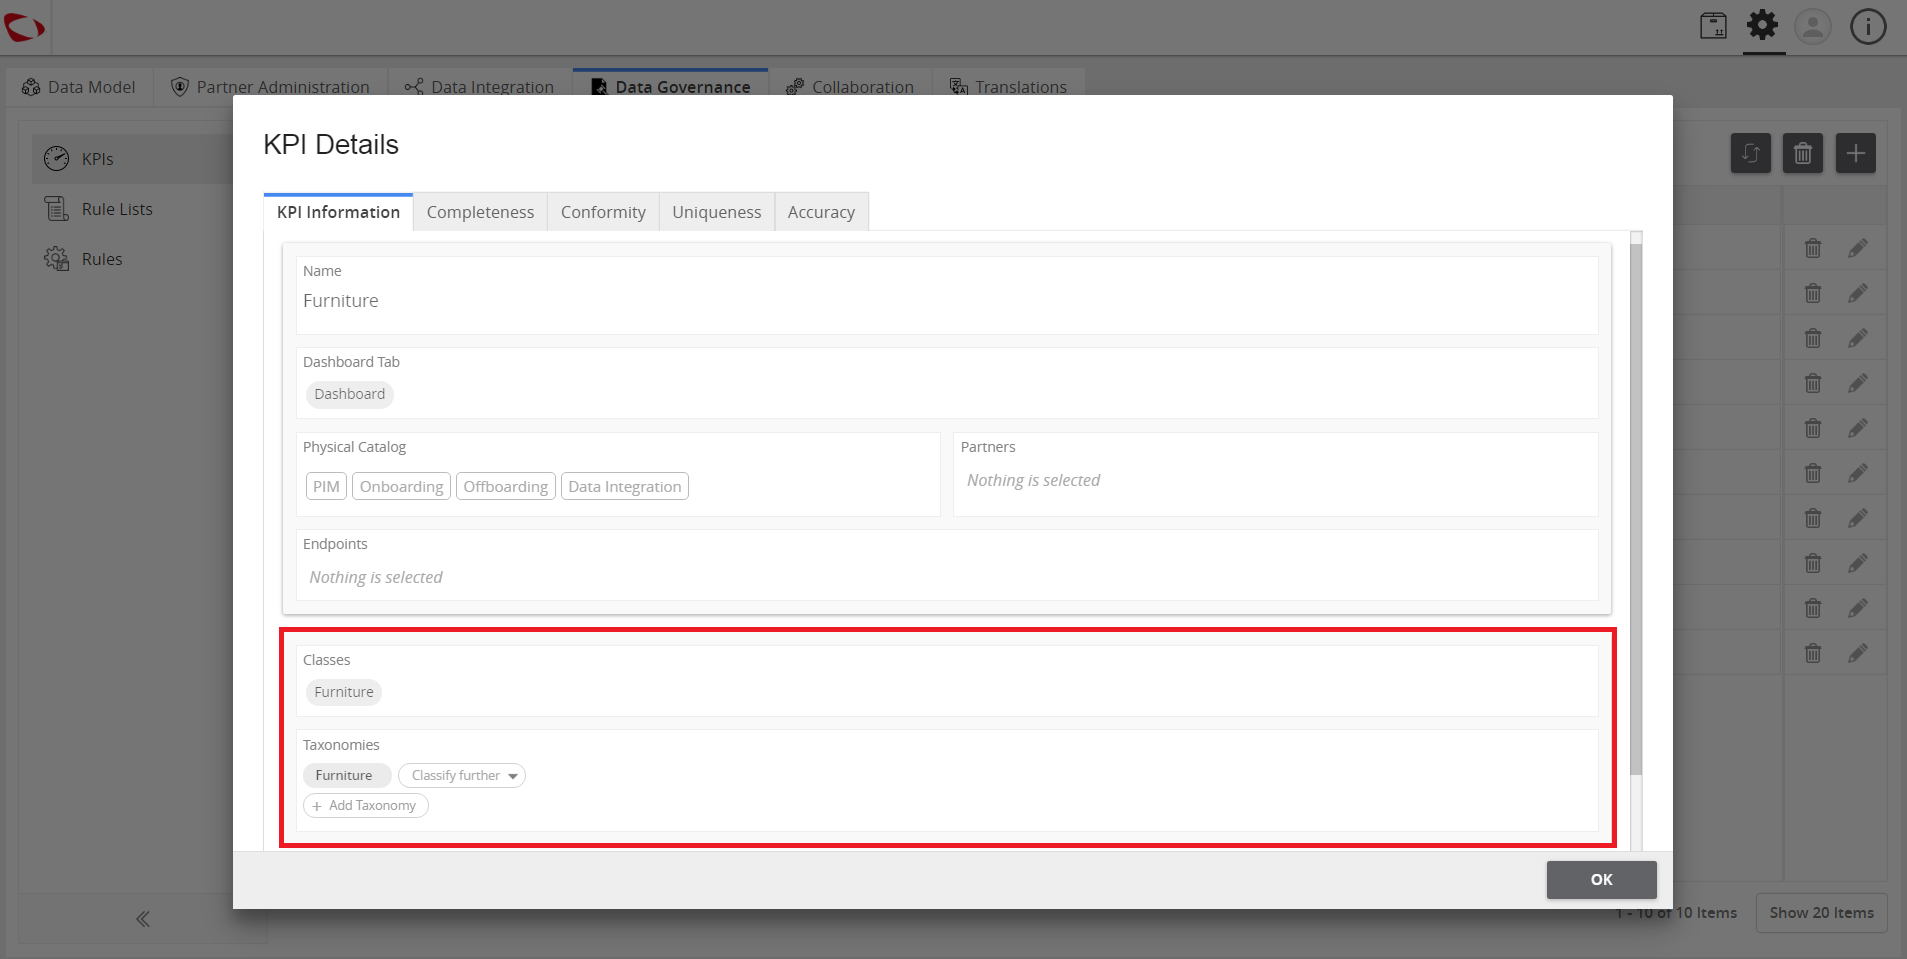 Data Model Partner Administration Data Integration Data Governance Collaboration Translations
KPIs
Rule Lists
Rules
KPI Details
KPI Information Completeness Conformity Uniqueness Accuracy
Name
Furniture
Dashboard Tab
Dashboard
Physical Catalog
PIM Onboarding Offboarding Data Integration
Partners
Nothing is selected
Endpoints
Nothing is selected
Classes
Furniture
Taxonomies
Furniture Classify further
+ Add Taxonomy
OK
1 - 10 of 10 Items Show 20 Items